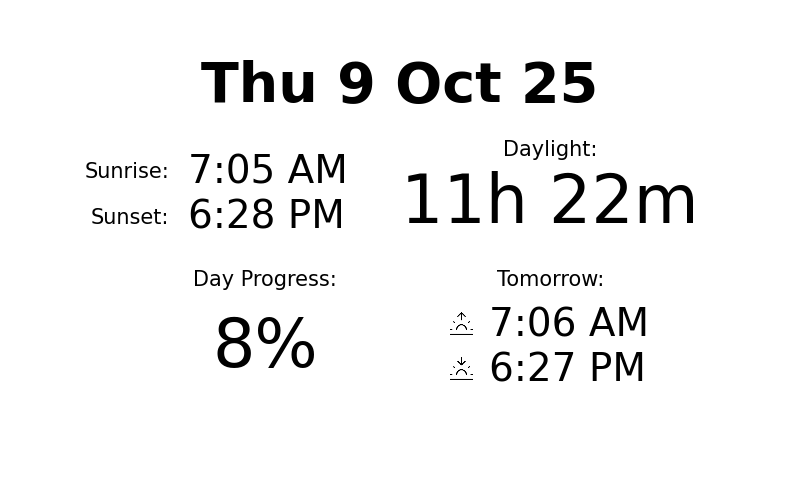 Thu 9 Oct 25
Sunrise: 7:05 AM
Sunset: 6:28 PM
Daylight:
11h 22m
Day Progress:
8%
Tomorrow:
7:06 AM
6:27 PM